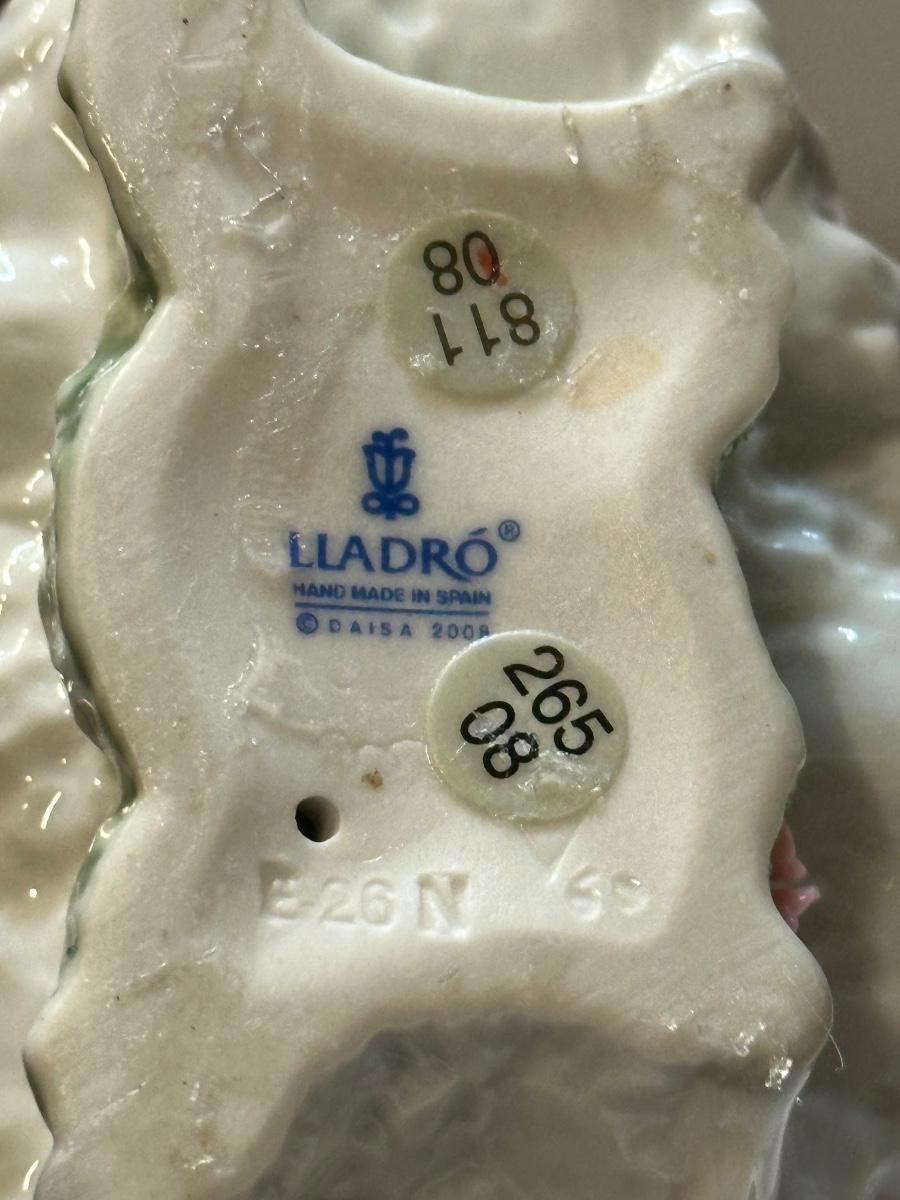 811
08
LLADRÓ®
HAND MADE IN SPAIN
© DAISA 2008
265
08
E-26 N